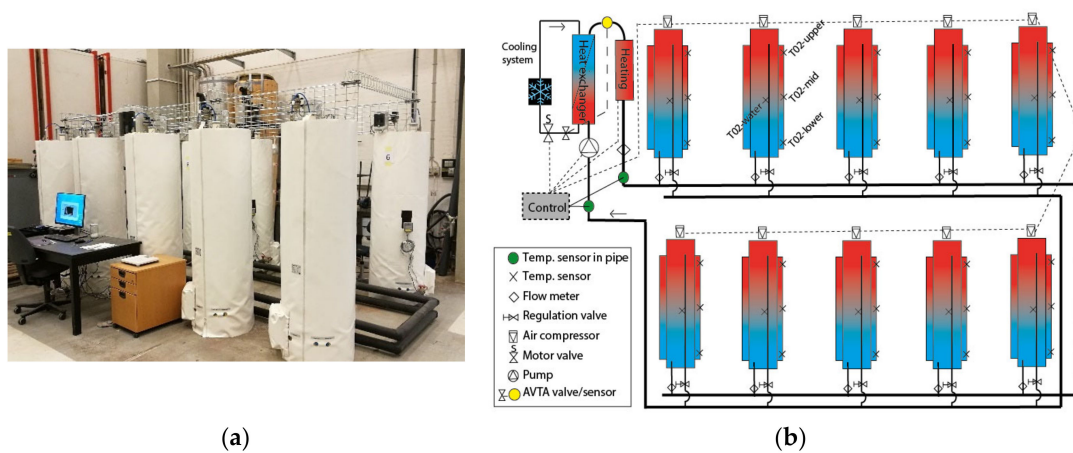 Cooling
system
Heat exchanger
Heating
T02-upper
T02-mid
T02-water
T02-lower
S
Control
Temp. sensor in pipe
Temp. sensor
Flow meter
Regulation valve
Air compressor
S
Motor valve
Pump
AVTA valve/sensor
G
(a)
(b)